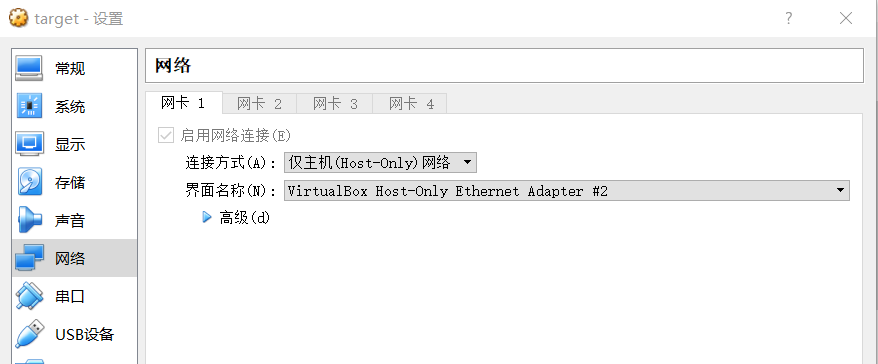 target - 设置
常规
系统
显示
存储
声音
网络
串口
USB设备
网络
网卡 1
网卡 2
网卡 3
网卡 4
启用网络连接(E)
连接方式(A): 仅主机(Host-Only)网络
界面名称(N): VirtualBox Host-Only Ethernet Adapter #2
高级(d)